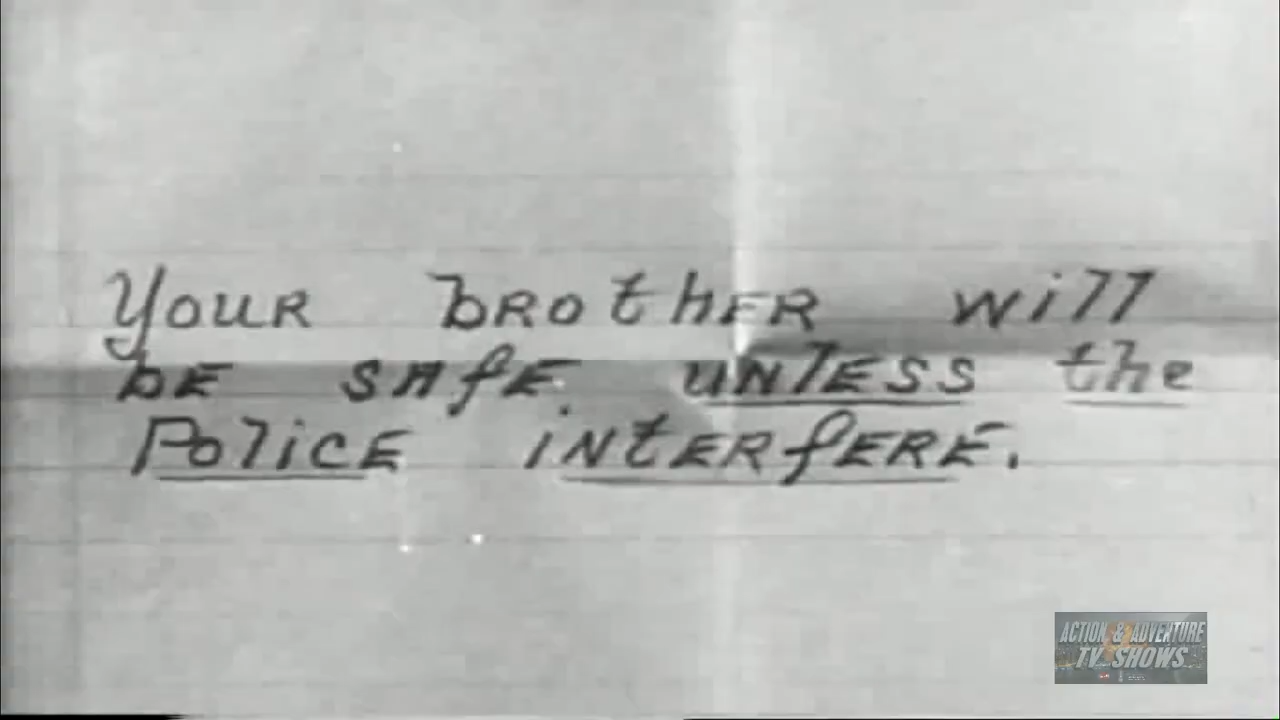 YOUR bROthER will
bE sAfE unlESS the
PoliCE iNtERfERE.
ACTION & ADVENTURE
TV SHOWS